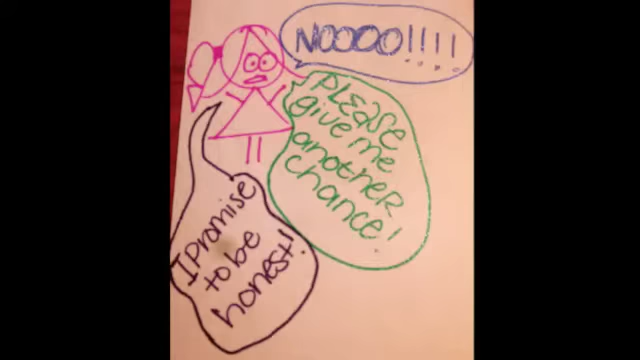 NOOOO!!!!
PLEASE
give me
another
chance!
I promise
to be
honest!